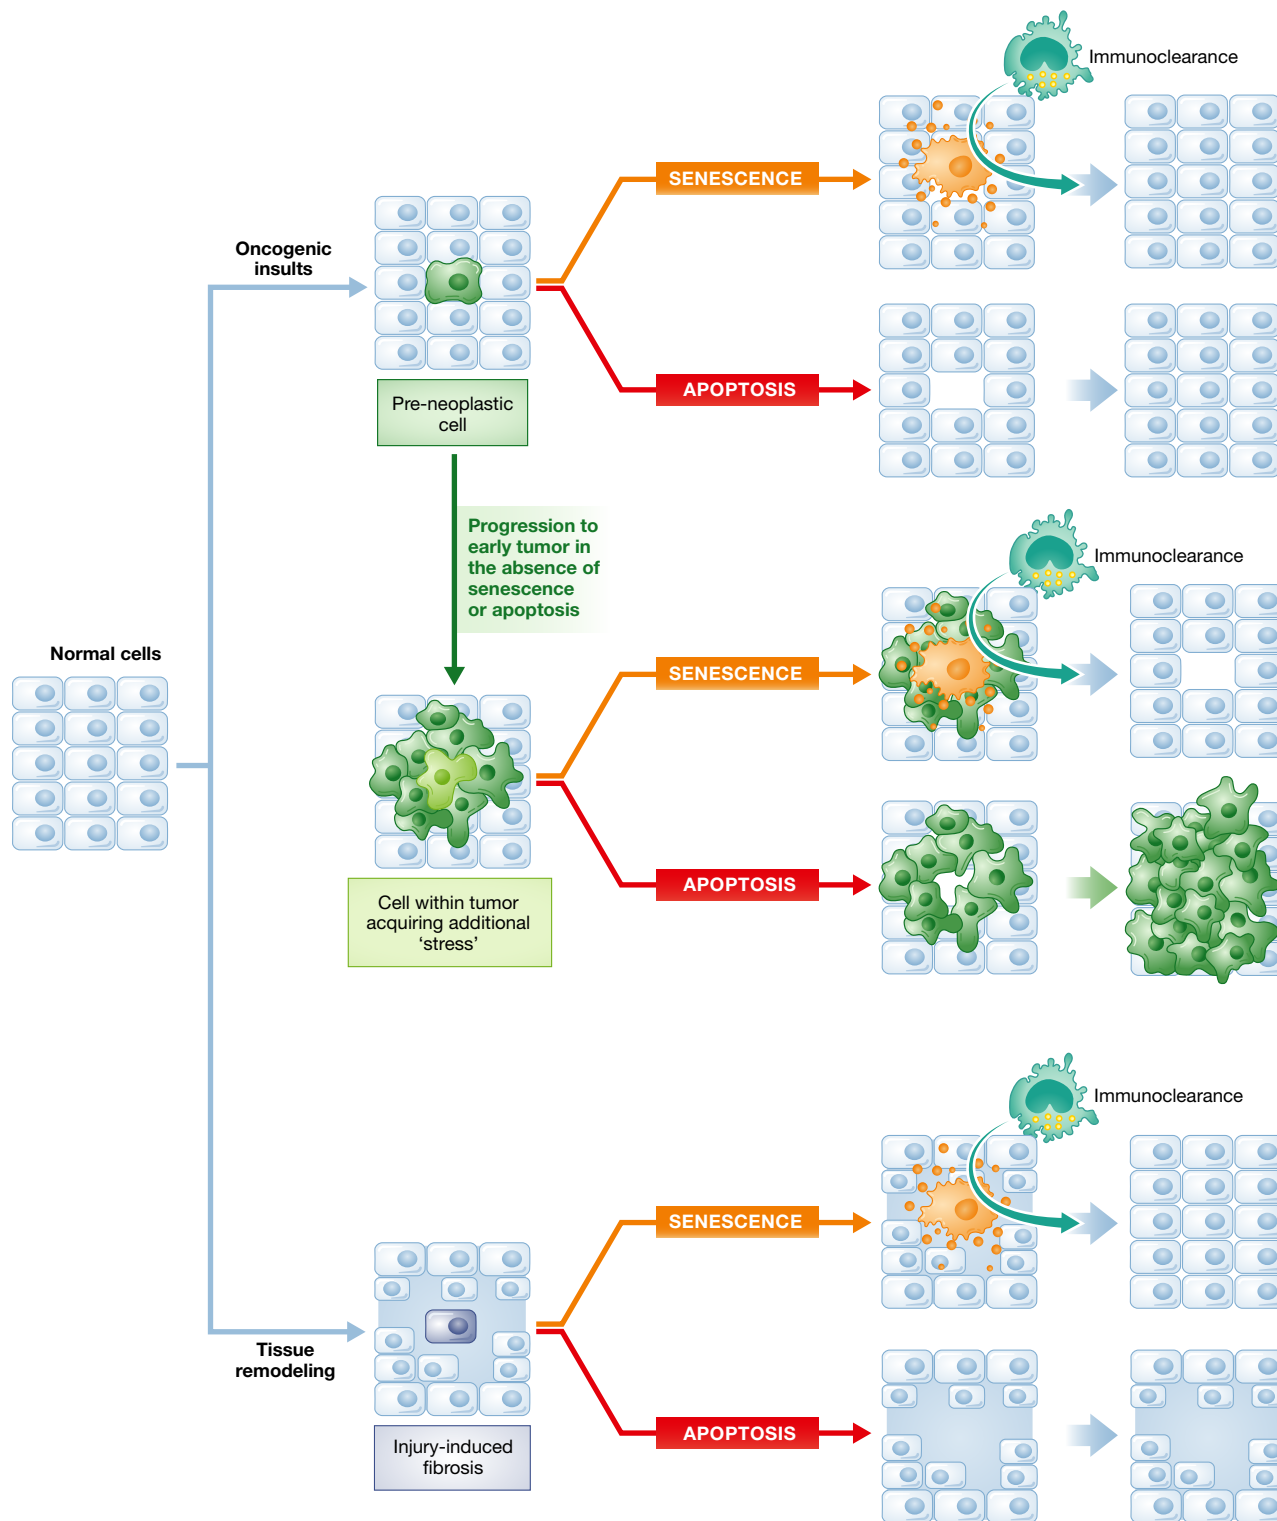 Immunoclearance
SENESCENCE
Oncogenic
insults
APOPTOSIS
Pre-neoplastic
cell
Progression to
early tumor in
the absence of
senescence
or apoptosis
Immunoclearance
Normal cells
SENESCENCE
APOPTOSIS
Cell within tumor
acquiring additional
‘stress’
Immunoclearance
SENESCENCE
Tissue
remodeling
APOPTOSIS
Injury-induced
fibrosis